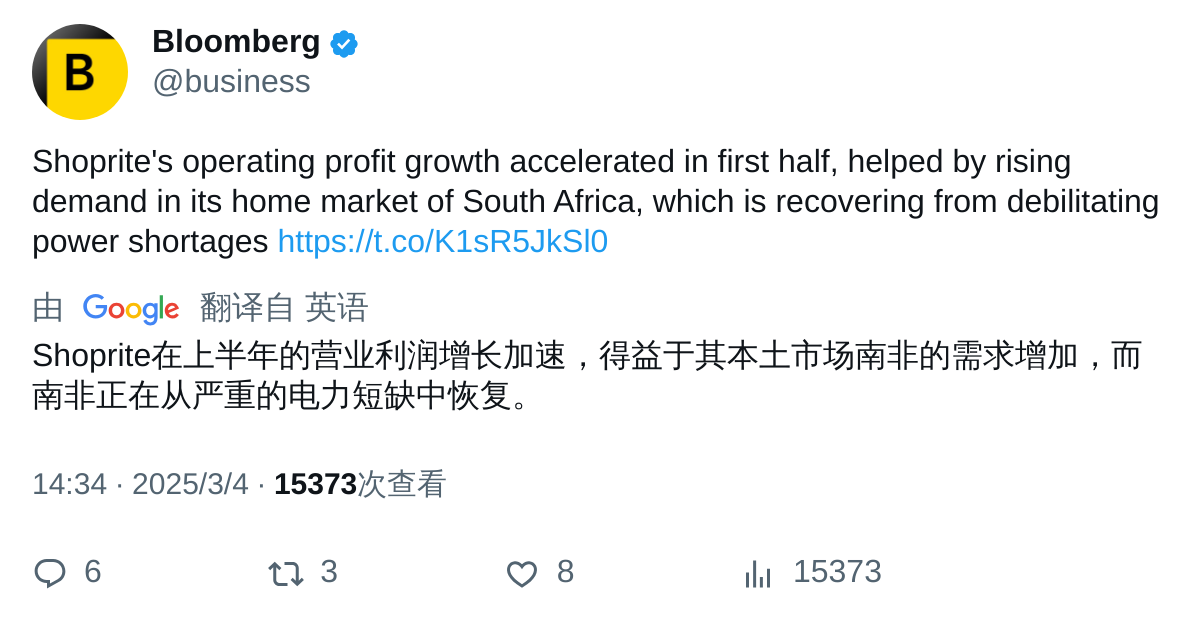 B
Bloomberg
@business
Shoprite's operating profit growth accelerated in first half, helped by rising
demand in its home market of South Africa, which is recovering from debilitating
power shortages https://t.co/K1sR5JkSl0
由 Google 翻译自 英语
Shoprite在上半年的营业利润增长加速，得益于其本土市场南非的需求增加，而
南非正在从严重的电力短缺中恢复。
14:34 · 2025/3/4 · 15373次查看
6 3 8 15373